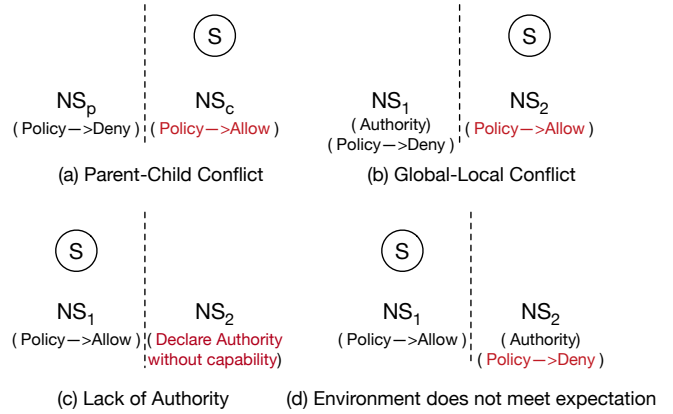 S
S
NSp NSc
( Policy—>Deny ) ( Policy—>Allow )
NS1 NS2
( Authority) ( Policy—>Allow )
( Policy—>Deny )
(a) Parent-Child Conflict
(b) Global-Local Conflict
S
S
NS1 NS2
( Policy—>Allow ) ( Declare Authority
without capability)
NS1 NS2
( Policy—>Allow ) ( Authority)
( Policy—>Deny )
(c) Lack of Authority
(d) Environment does not meet expectation